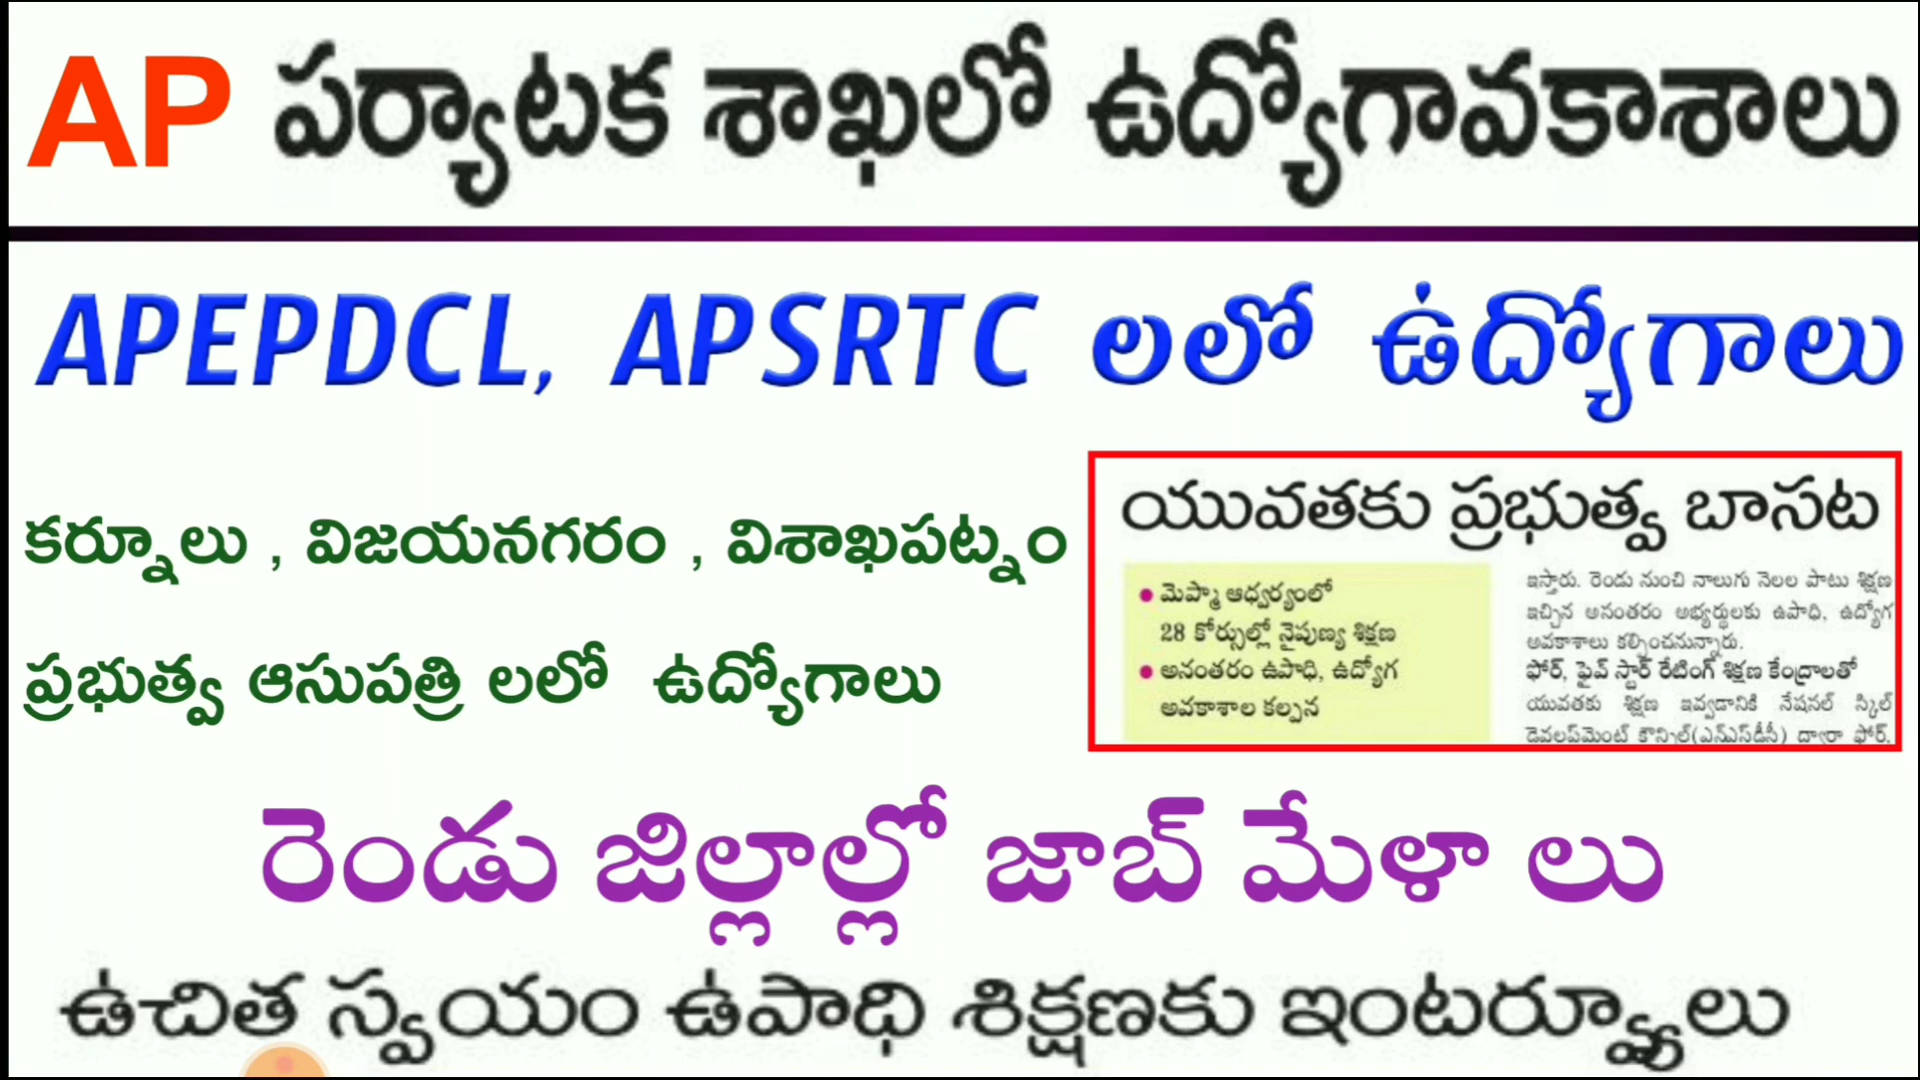 AP పర్యాటక శాఖలో ఉద్యోగావకాశాలు
APEPDCL, APSRTC లలో ఉద్యోగాలు
కర్నూలు , విజయనగరం , విశాఖపట్నం
ప్రభుత్వ ఆసుపత్రి లలో ఉద్యోగాలు
యువతకు ప్రభుత్వ బాసట
• మెప్మా ఆధ్వర్యంలో
28 కోర్సుల్లో నైపుణ్య శిక్షణ
• అనంతరం ఉపాధి, ఉద్యోగ
అవకాశాల కల్పన
ఇస్తారు. రెండు నుంచి నాలుగు నెలల పాటు శిక్షణ
ఇచ్చిన అనంతరం అభ్యర్థులకు ఉపాధి, ఉద్యోగ
అవకాశాలు కల్పించనున్నారు.
ఫోర్, ఫైవ్ స్టార్ రేటింగ్ శిక్షణ కేంద్రాలతో
యువతకు శిక్షణ ఇవ్వడానికి నేషనల్ స్కిల్
డెవలప్‌మెంట్ కౌన్సిల్(ఎన్ఎస్‌డీసీ) ద్వారా ఫోర్,
రెండు జిల్లాల్లో జాబ్ మేళా లు
ఉచిత స్వయం ఉపాధి శిక్షణకు ఇంటర్వ్యూలు